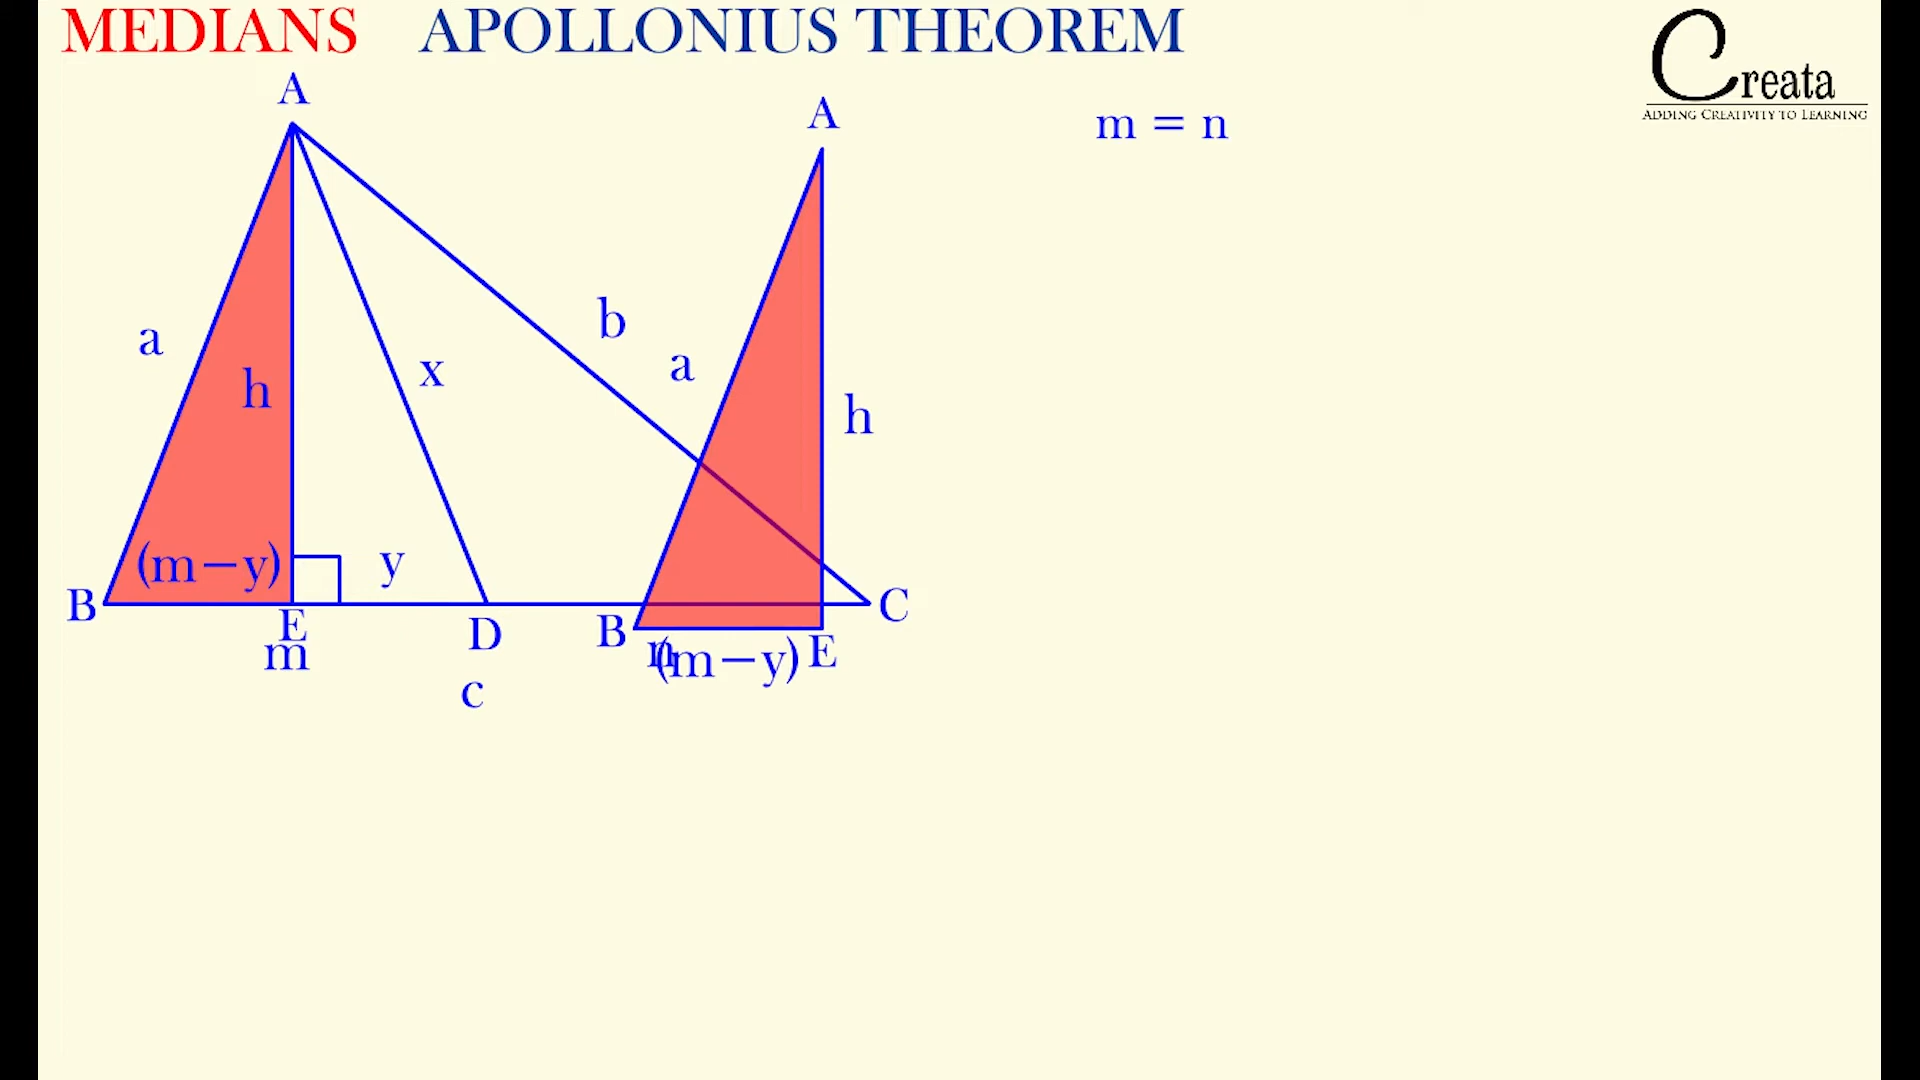 MEDIANS APOLLONIUS THEOREM
Creata
ADDING CREATIVITY TO LEARNING
m = n
A
A
a
h
x
b
a
h
(m−y)
y
B
E
D
C
B
E
m
n
(m−y)
c